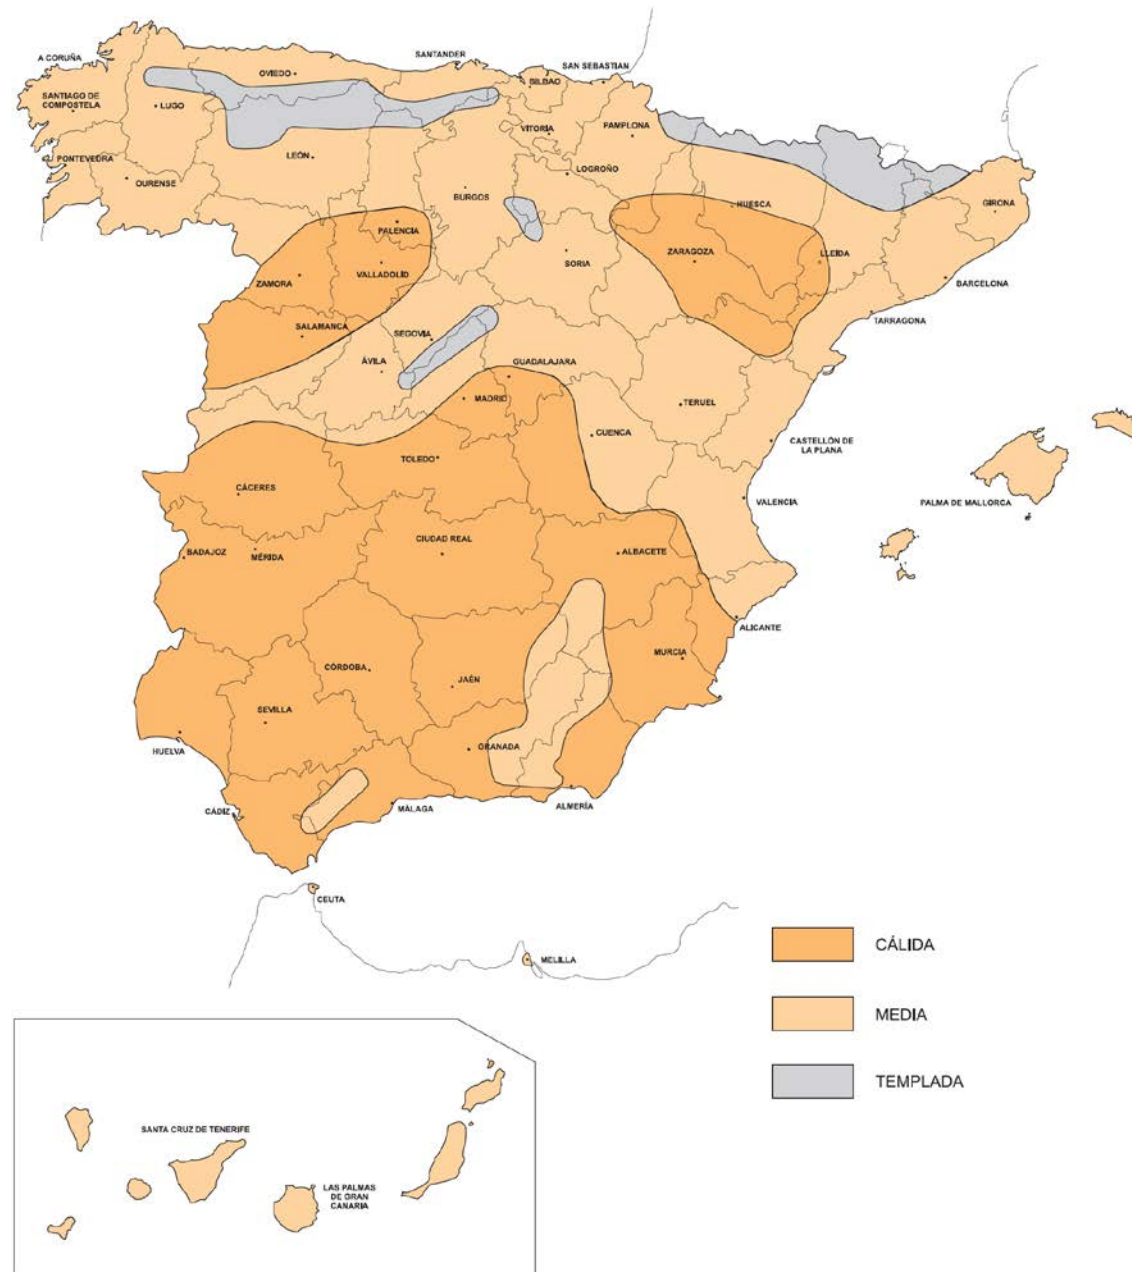 A CORUÑA
SANTANDER
SAN SEBASTIAN
OVIEDO
BILBAO
SANTIAGO DE
COMPOSTELA
LUGO
VITORIA
PAMPLONA
PONTEVEDRA
LEÓN
LOGROÑO
OURENSE
BURGOS
HUESCA
GIRONA
PALENCIA
ZARAGOZA
LLEIDA
SORIA
VALLADOLID
ZAMORA
BARCELONA
SALAMANCA
SEGOVIA
TARRAGONA
ÁVILA
GUADALAJARA
MADRID
TERUEL
CUENCA
CASTELLÓN DE
LA PLANA
TOLEDO
CÁCERES
VALENCIA
PALMA DE MALLORCA
CIUDAD REAL
BADAJOZ
MÉRIDA
ALBACETE
ALICANTE
MURCIA
CÓRDOBA
JAÉN
SEVILLA
HUELVA
GRANADA
CÁDIZ
MÁLAGA
ALMERÍA
CEUTA
MELILLA
CÁLIDA
MEDIA
TEMPLADA
SANTA CRUZ DE TENERIFE
LAS PALMAS
DE GRAN
CANARIA